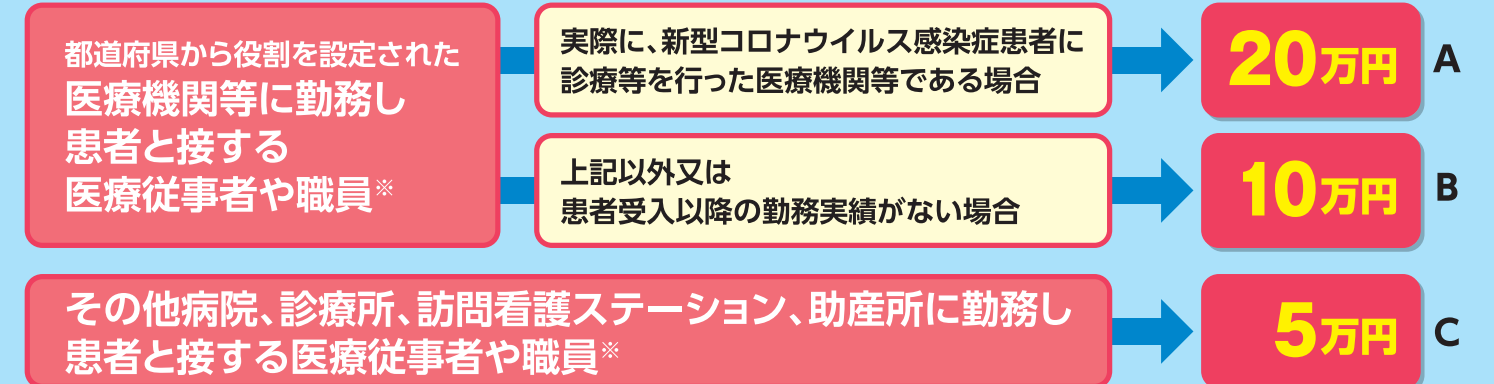 都道府県から役割を設定された
医療機関等に勤務し
患者と接する
医療従事者や職員※
実際に、新型コロナウイルス感染症患者に
診療等を行った医療機関等である場合
20万円
A
上記以外又は
患者受入以降の勤務実績がない場合
10万円
B
その他病院、診療所、訪問看護ステーション、助産所に勤務し
患者と接する医療従事者や職員※
5万円
C